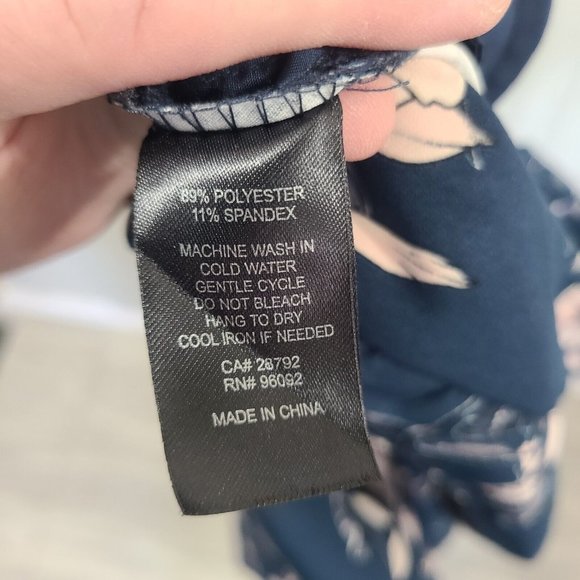 89% POLYESTER
11% SPANDEX
MACHINE WASH IN
COLD WATER
GENTLE CYCLE
DO NOT BLEACH
HANG TO DRY
COOL IRON IF NEEDED
CA# 28792
RN# 96092
MADE IN CHINA